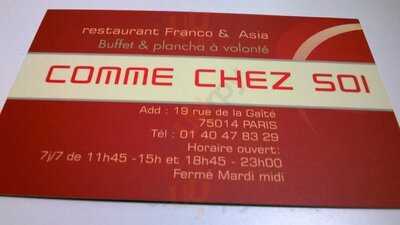 restaurant Franco & Asia
Buffet & plancha à volonté
COMME CHEZ SOI
Add : 19 rue de la Gaîté
75014 PARIS
Tél : 01 40 47 83 29
Horaire ouvert:
7j/7 de 11h45 -15h et 18h45 - 23h00
Fermé Mardi midi